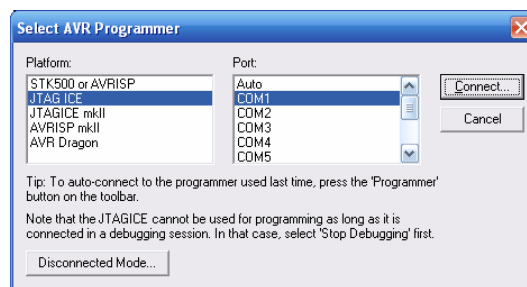 Select AVR Programmer
Platform:
STK500 or AVRISP
JTAG ICE
JTAGICE mkII
AVRISP mkII
AVR Dragon
Port:
Auto
COM1
COM2
COM3
COM4
COM5
Connect...
Cancel
Tip: To auto-connect to the programmer used last time, press the 'Programmer'
button on the toolbar.
Note that the JTAGICE cannot be used for programming as long as it is
connected in a debugging session. In that case, select 'Stop Debugging' first.
Disconnected Mode...